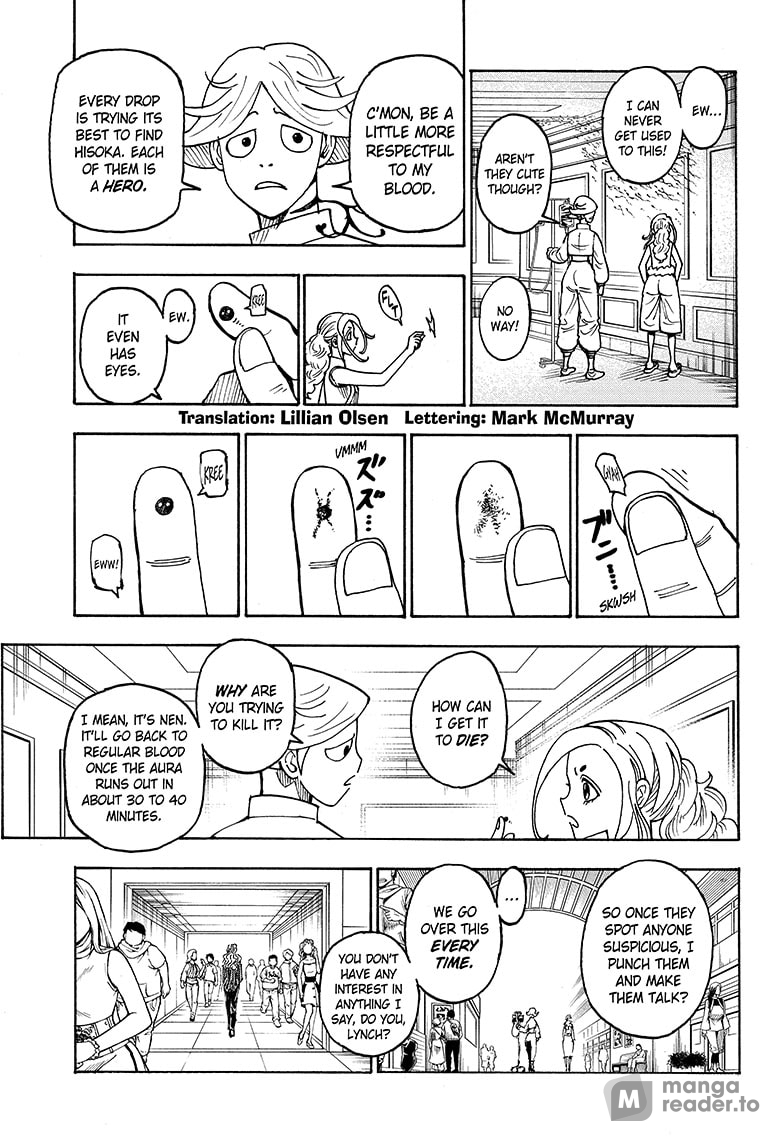 EW...
I CAN
NEVER
GET USED
TO THIS!
AREN'T
THEY CUTE
THOUGH?
NO
WAY!
C'MON, BE A
LITTLE MORE
RESPECTFUL
TO MY
BLOOD.
EVERY DROP
IS TRYING ITS
BEST TO FIND
HISOKA. EACH
OF THEM IS
A HERO.
FLT
KREE
EW.
IT
EVEN
HAS
EYES.
Translation: Lillian Olsen Lettering: Mark McMurray
GYAH
ブニ…
SKWSH
VMMM
ズズ…
KREE
EWW!
HOW CAN
I GET IT
TO DIE?
WHY ARE
YOU TRYING
TO KILL IT?
I MEAN, IT'S NEN.
IT'LL GO BACK TO
REGULAR BLOOD
ONCE THE AURA
RUNS OUT IN
ABOUT 30 TO 40
MINUTES.
SO ONCE THEY
SPOT ANYONE
SUSPICIOUS, I
PUNCH THEM
AND MAKE
THEM TALK?
...
WE GO
OVER THIS
EVERY
TIME.
YOU DON'T
HAVE ANY
INTEREST IN
ANYTHING I
SAY, DO YOU,
LYNCH?
M
manga
reader.to